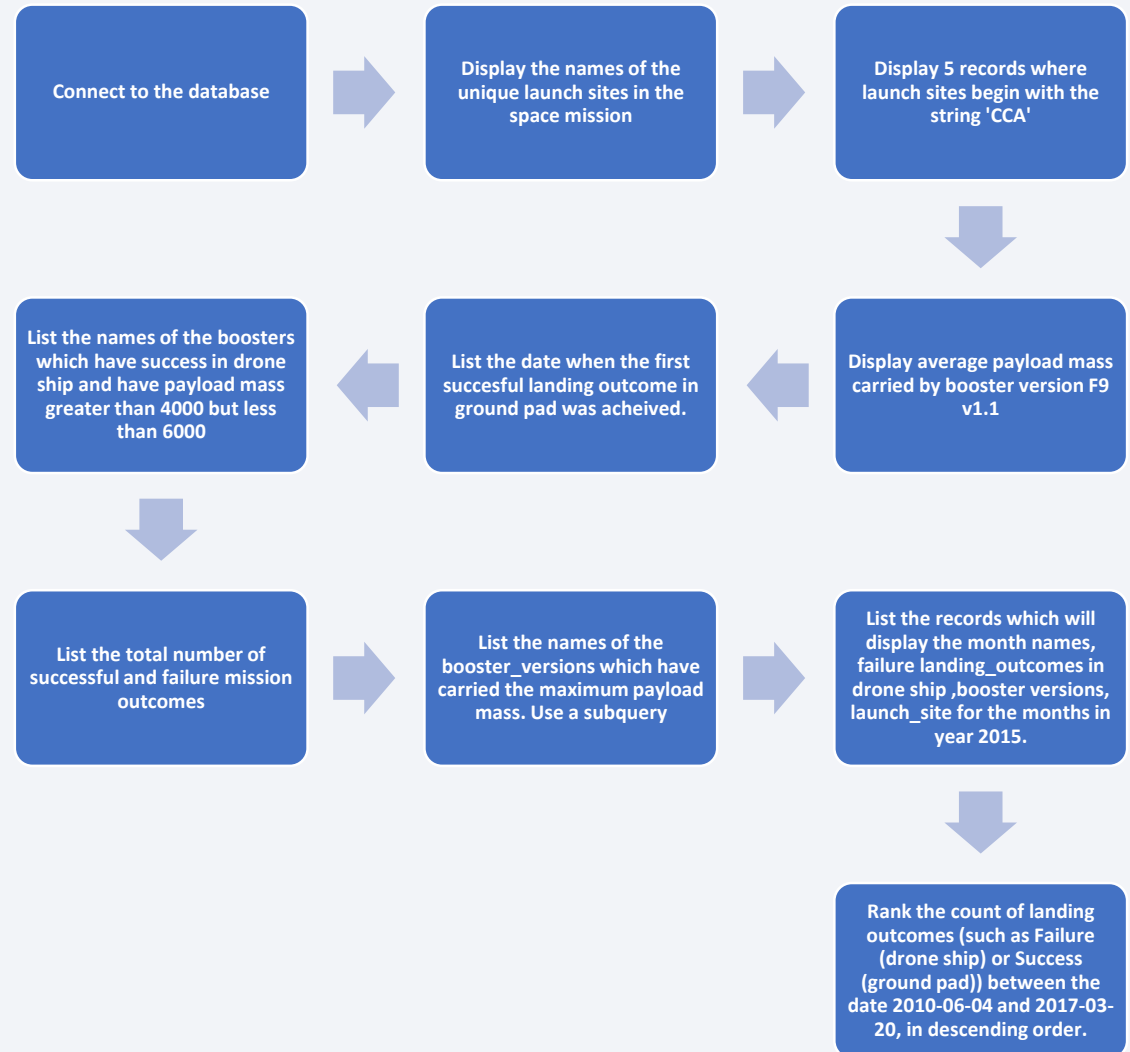 Connect to the database
Display the names of the
unique launch sites in the
space mission
Display 5 records where
launch sites begin with the
string 'CCA'
Display average payload mass
carried by booster version F9
v1.1
List the date when the first
succesful landing outcome in
ground pad was acheived.
List the names of the boosters
which have success in drone
ship and have payload mass
greater than 4000 but less
than 6000
List the total number of
successful and failure mission
outcomes
List the names of the
booster_versions which have
carried the maximum payload
mass. Use a subquery
List the records which will
display the month names,
failure landing_outcomes in
drone ship ,booster versions,
launch_site for the months in
year 2015.
Rank the count of landing
outcomes (such as Failure
(drone ship) or Success
(ground pad)) between the
date 2010-06-04 and 2017-03-
20, in descending order.